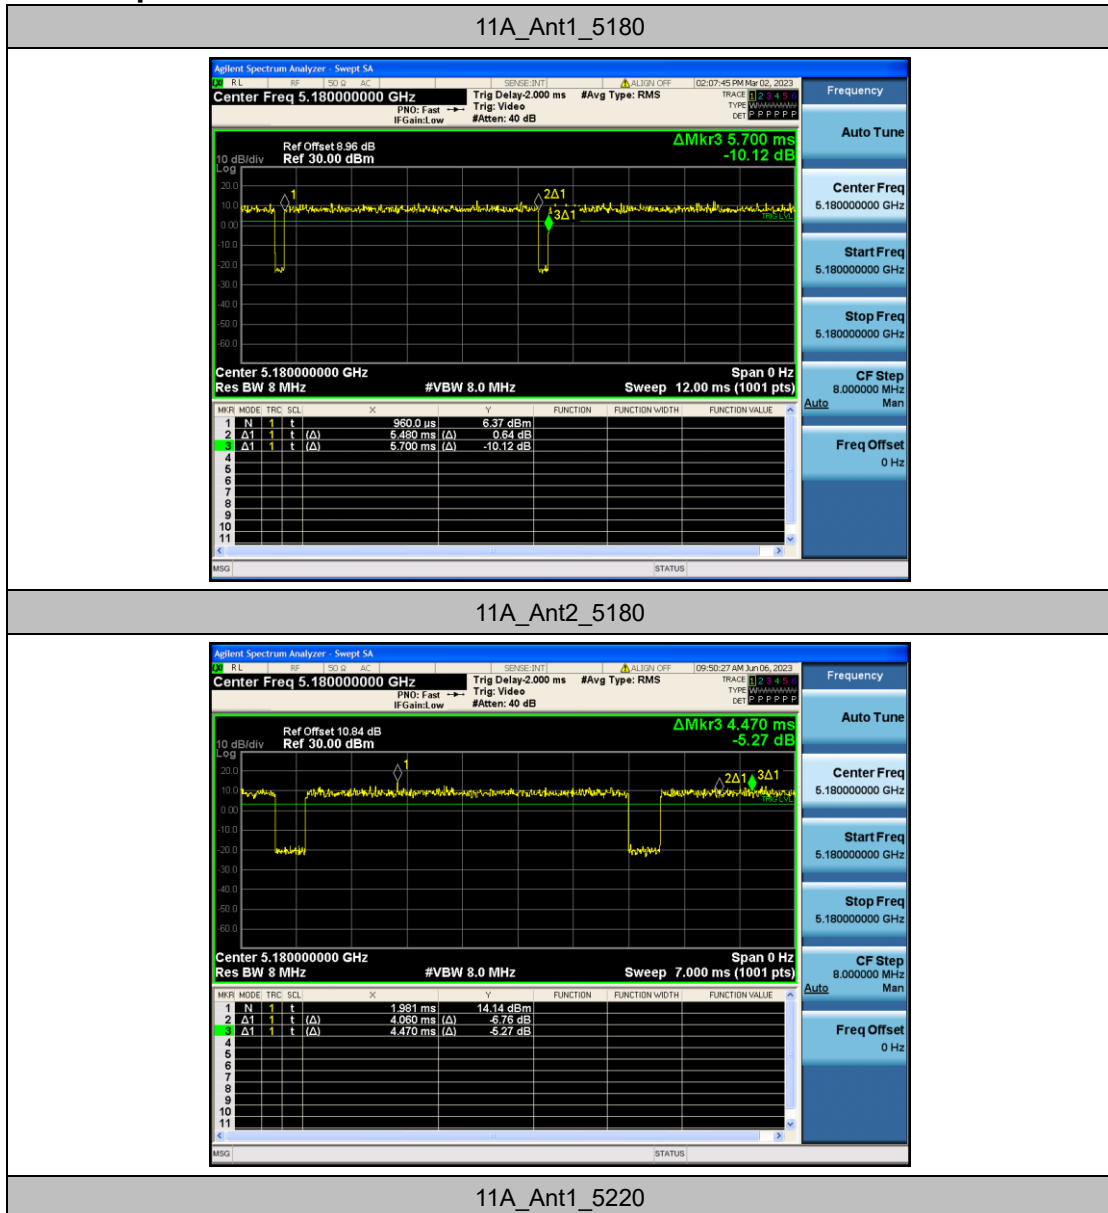 11A_Ant1_5180
Agilent Spectrum Analyzer - Swept SA
RL RF 50 Ω AC SENSE:INT ALIGN OFF 02:07:45 PM Mar 02, 2023
Center Freq 5.180000000 GHz Trig Delay-2.000 ms #Avg Type: RMS TRACE 1 2 3 4 5 6
PNO: Fast Trig: Video TYPE
IFGain:Low #Atten: 40 dB DET P P P P P P
Frequency
Auto Tune
ΔMkr3 5.700 ms
-10.12 dB
Ref Offset 8.96 dB
10 dB/div Ref 30.00 dBm
Log
20.0
10.0
0.00
-10.0
-20.0
-30.0
-40.0
-50.0
-60.0
1
2Δ1
3Δ1
TRIG LVL
Center 5.180000000 GHz Span 0 Hz
Res BW 8 MHz #VBW 8.0 MHz Sweep 12.00 ms (1001 pts)
Center Freq
5.180000000 GHz
Start Freq
5.180000000 GHz
Stop Freq
5.180000000 GHz
CF Step
8.000000 MHz
Auto Man
Freq Offset
0 Hz
MKR MODE TRC SCL X Y FUNCTION FUNCTION WIDTH FUNCTION VALUE
1 N 1 t 960.0 µs 6.37 dBm
2 Δ1 1 t (Δ) 5.480 ms (Δ) 0.64 dB
3 Δ1 1 t (Δ) 5.700 ms (Δ) -10.12 dB
4
5
6
7
8
9
10
11
MSG STATUS
11A_Ant2_5180
Agilent Spectrum Analyzer - Swept SA
RL RF 50 Ω AC SENSE:INT ALIGN OFF 09:50:27 AM Jun 06, 2023
Center Freq 5.180000000 GHz Trig Delay-2.000 ms #Avg Type: RMS TRACE 1 2 3 4 5 6
PNO: Fast Trig: Video TYPE
IFGain:Low #Atten: 40 dB DET P P P P P P
Frequency
Auto Tune
ΔMkr3 4.470 ms
-5.27 dB
Ref Offset 10.84 dB
10 dB/div Ref 30.00 dBm
Log
20.0
10.0
0.00
-10.0
-20.0
-30.0
-40.0
-50.0
-60.0
1
2Δ1
3Δ1
TRIG LVL
Center 5.180000000 GHz Span 0 Hz
Res BW 8 MHz #VBW 8.0 MHz Sweep 7.000 ms (1001 pts)
Center Freq
5.180000000 GHz
Start Freq
5.180000000 GHz
Stop Freq
5.180000000 GHz
CF Step
8.000000 MHz
Auto Man
Freq Offset
0 Hz
MKR MODE TRC SCL X Y FUNCTION FUNCTION WIDTH FUNCTION VALUE
1 N 1 t 1.981 ms 14.14 dBm
2 Δ1 1 t (Δ) 4.060 ms (Δ) -6.76 dB
3 Δ1 1 t (Δ) 4.470 ms (Δ) -5.27 dB
4
5
6
7
8
9
10
11
MSG STATUS
11A_Ant1_5220